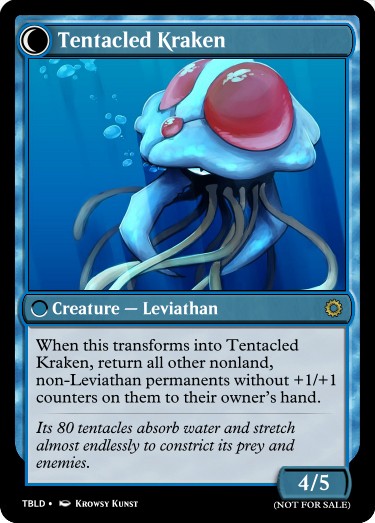 Tentacled Kraken
Creature — Leviathan
When this transforms into Tentacled
Kraken, return all other nonland,
non-Leviathan permanents without +1/+1
counters on them to their owner's hand.
Its 80 tentacles absorb water and stretch
almost endlessly to constrict its prey and
enemies.
4/5
TBLD • Krowsy Kunst
(NOT FOR SALE)